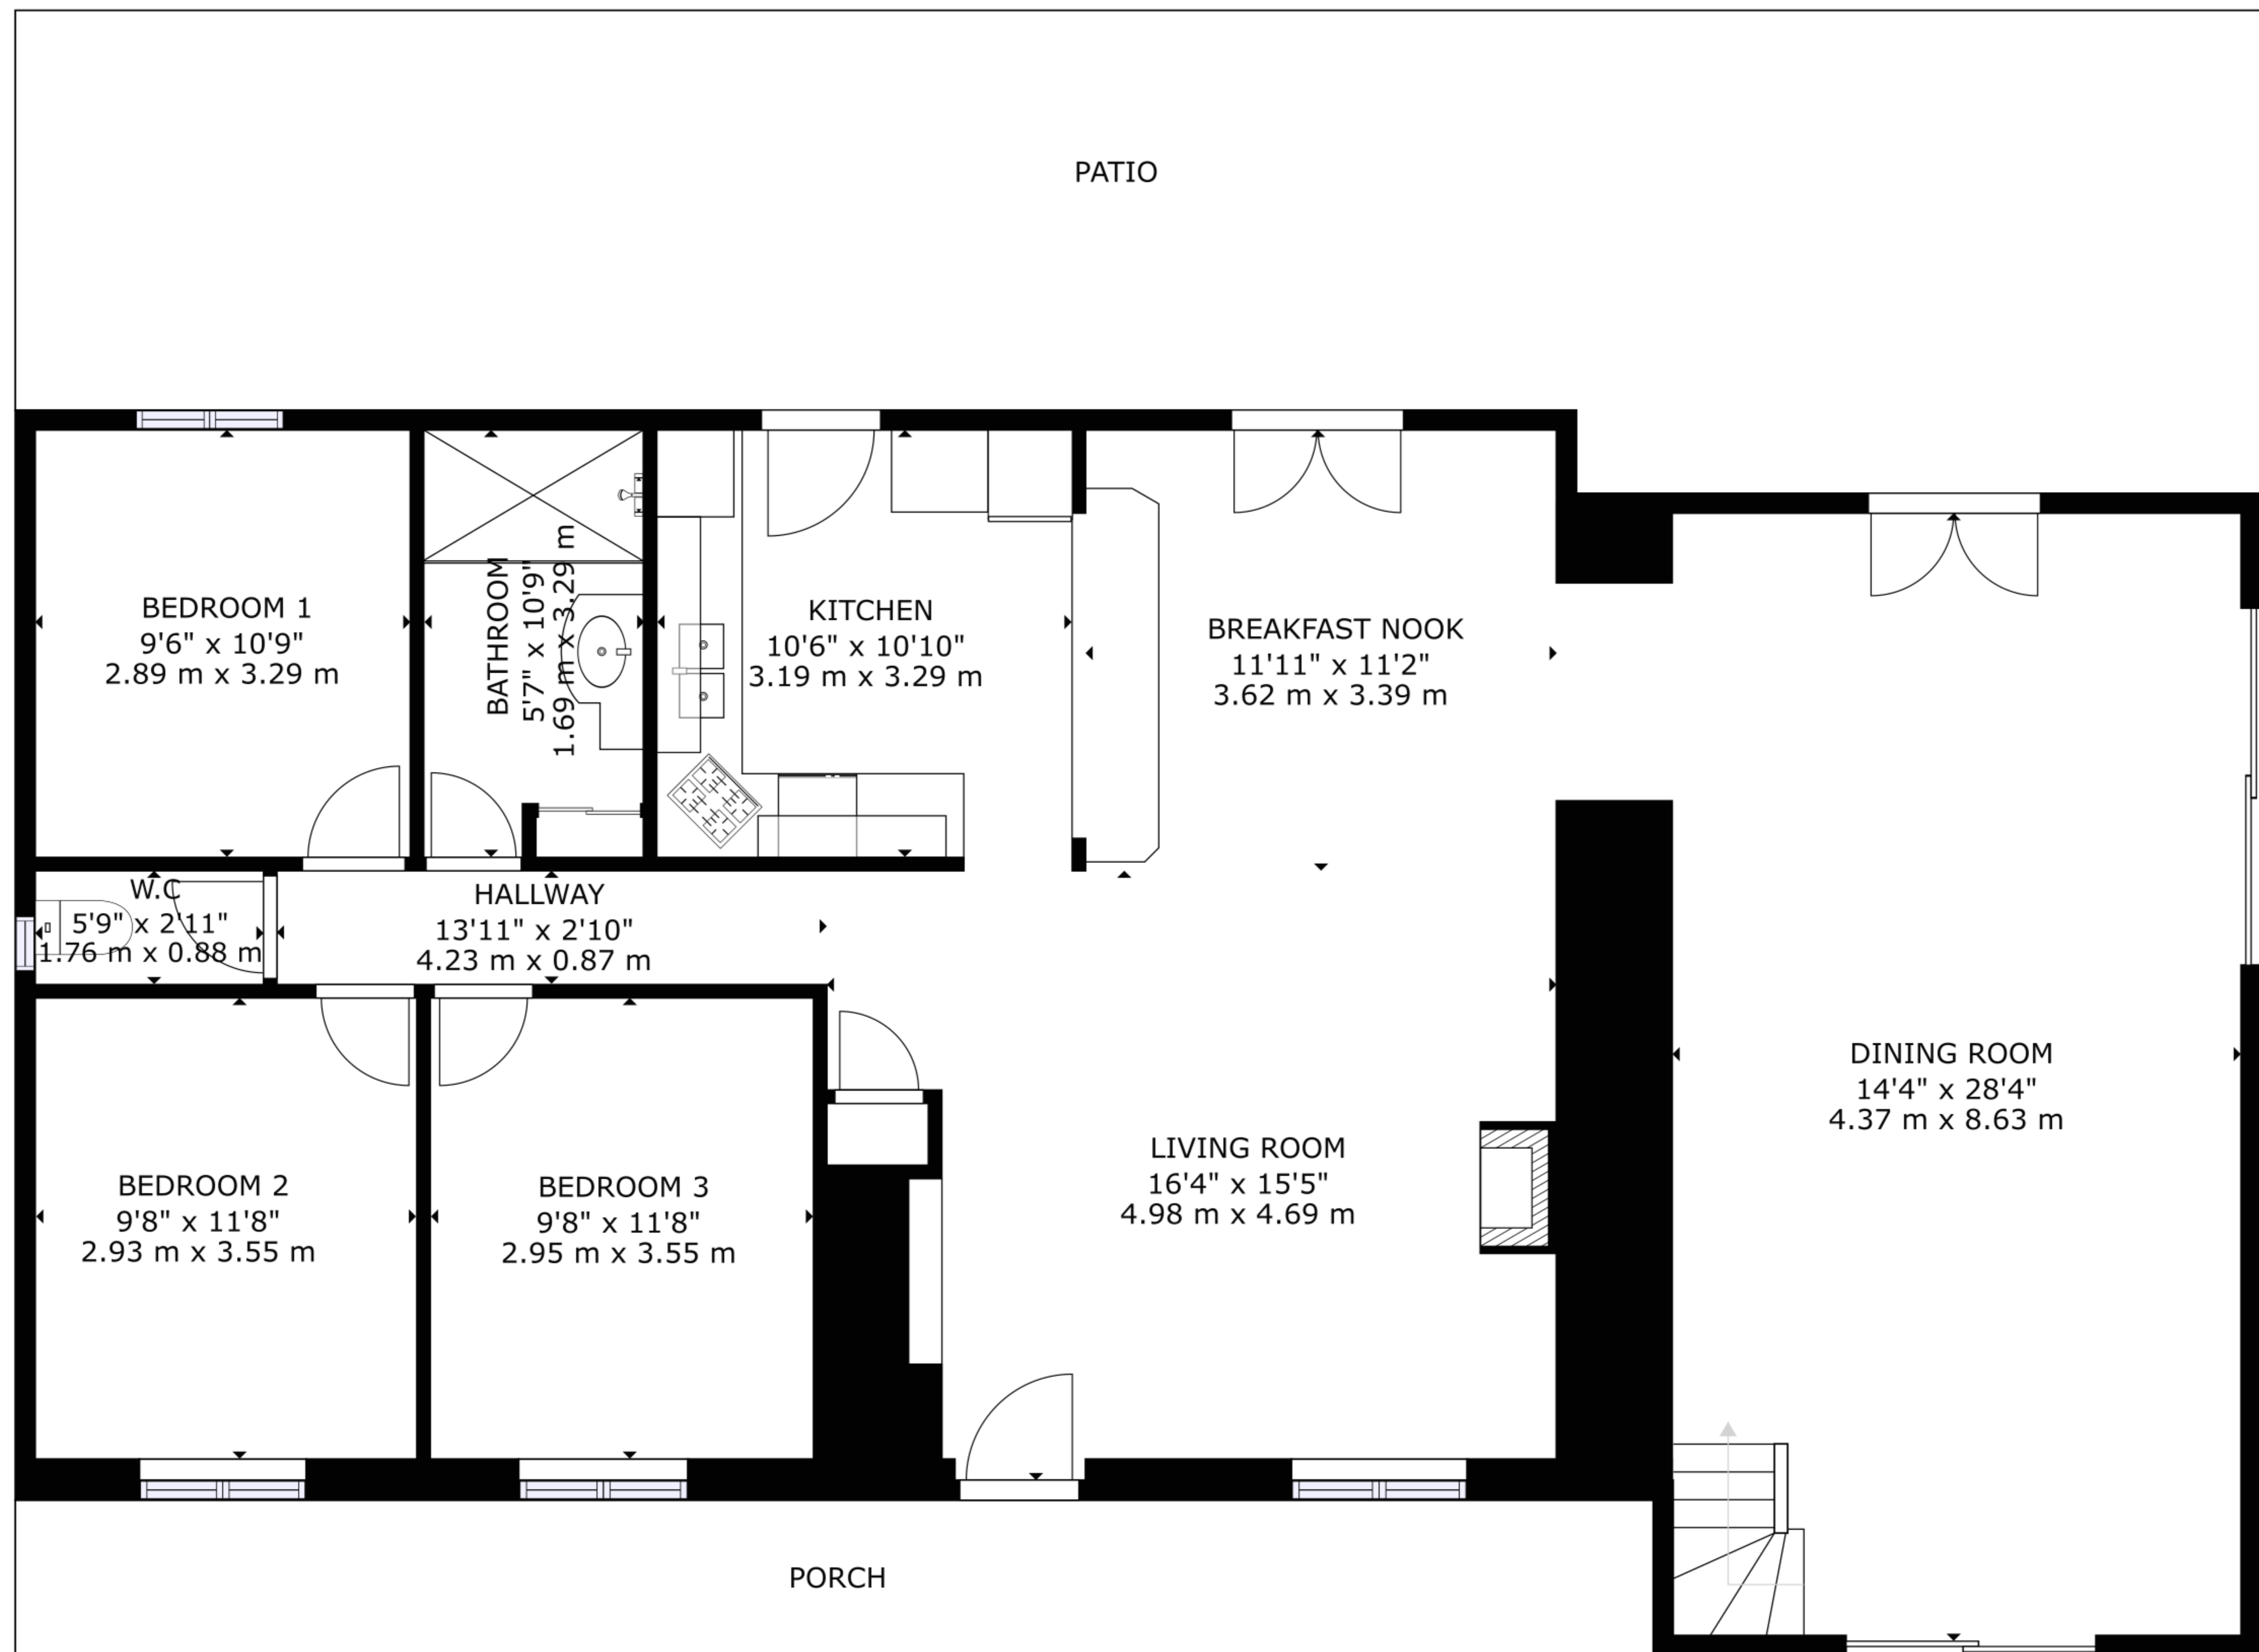 PATIO
BEDROOM 1
9'6" x 10'9"
2.89 m x 3.29 m
BATHROOM
5'7" x 10'9"
1.69 m x 3.29 m
KITCHEN
10'6" x 10'10"
3.19 m x 3.29 m
BREAKFAST NOOK
11'11" x 11'2"
3.62 m x 3.39 m
W.C
5'9" x 2'11"
1.76 m x 0.88 m
HALLWAY
13'11" x 2'10"
4.23 m x 0.87 m
DINING ROOM
14'4" x 28'4"
4.37 m x 8.63 m
LIVING ROOM
16'4" x 15'5"
4.98 m x 4.69 m
BEDROOM 2
9'8" x 11'8"
2.93 m x 3.55 m
BEDROOM 3
9'8" x 11'8"
2.95 m x 3.55 m
PORCH